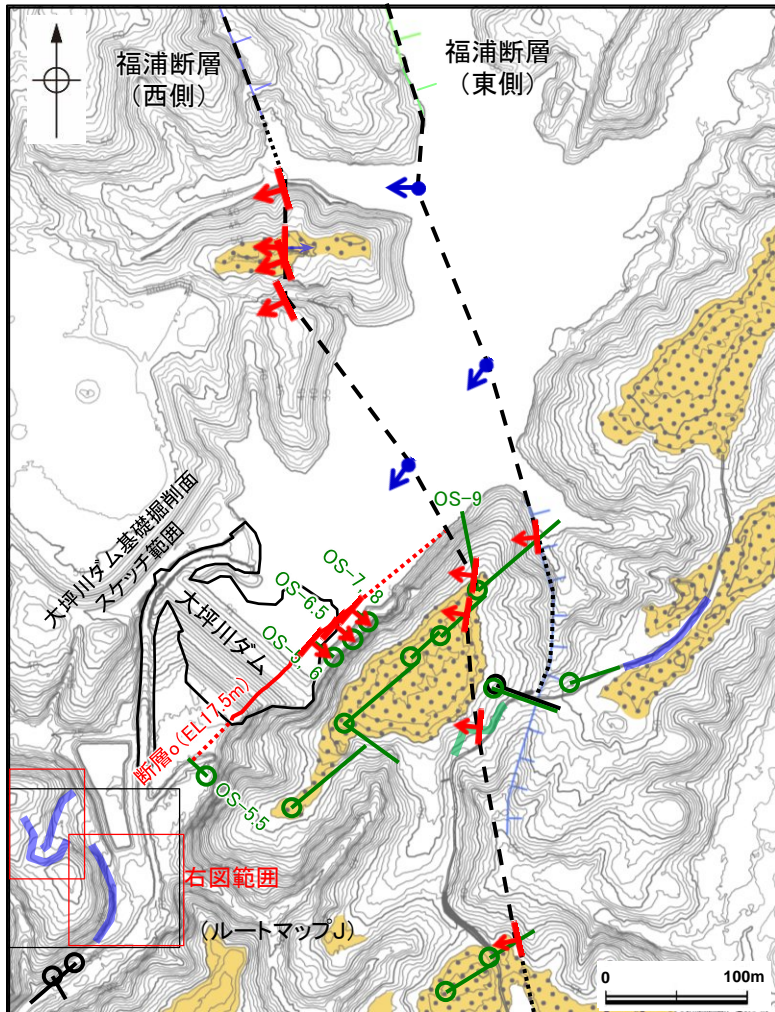 福浦断層
（西側）
福浦断層
（東側）
OS-9
大坪川ダム基礎掘削面
スケッチ範囲
OS-7, 8
OS-6.5
OS-5, 6
大坪川ダム
断層o(EL17.5m)
OS-5.5
右図範囲
（ルートマップJ）
0 100m